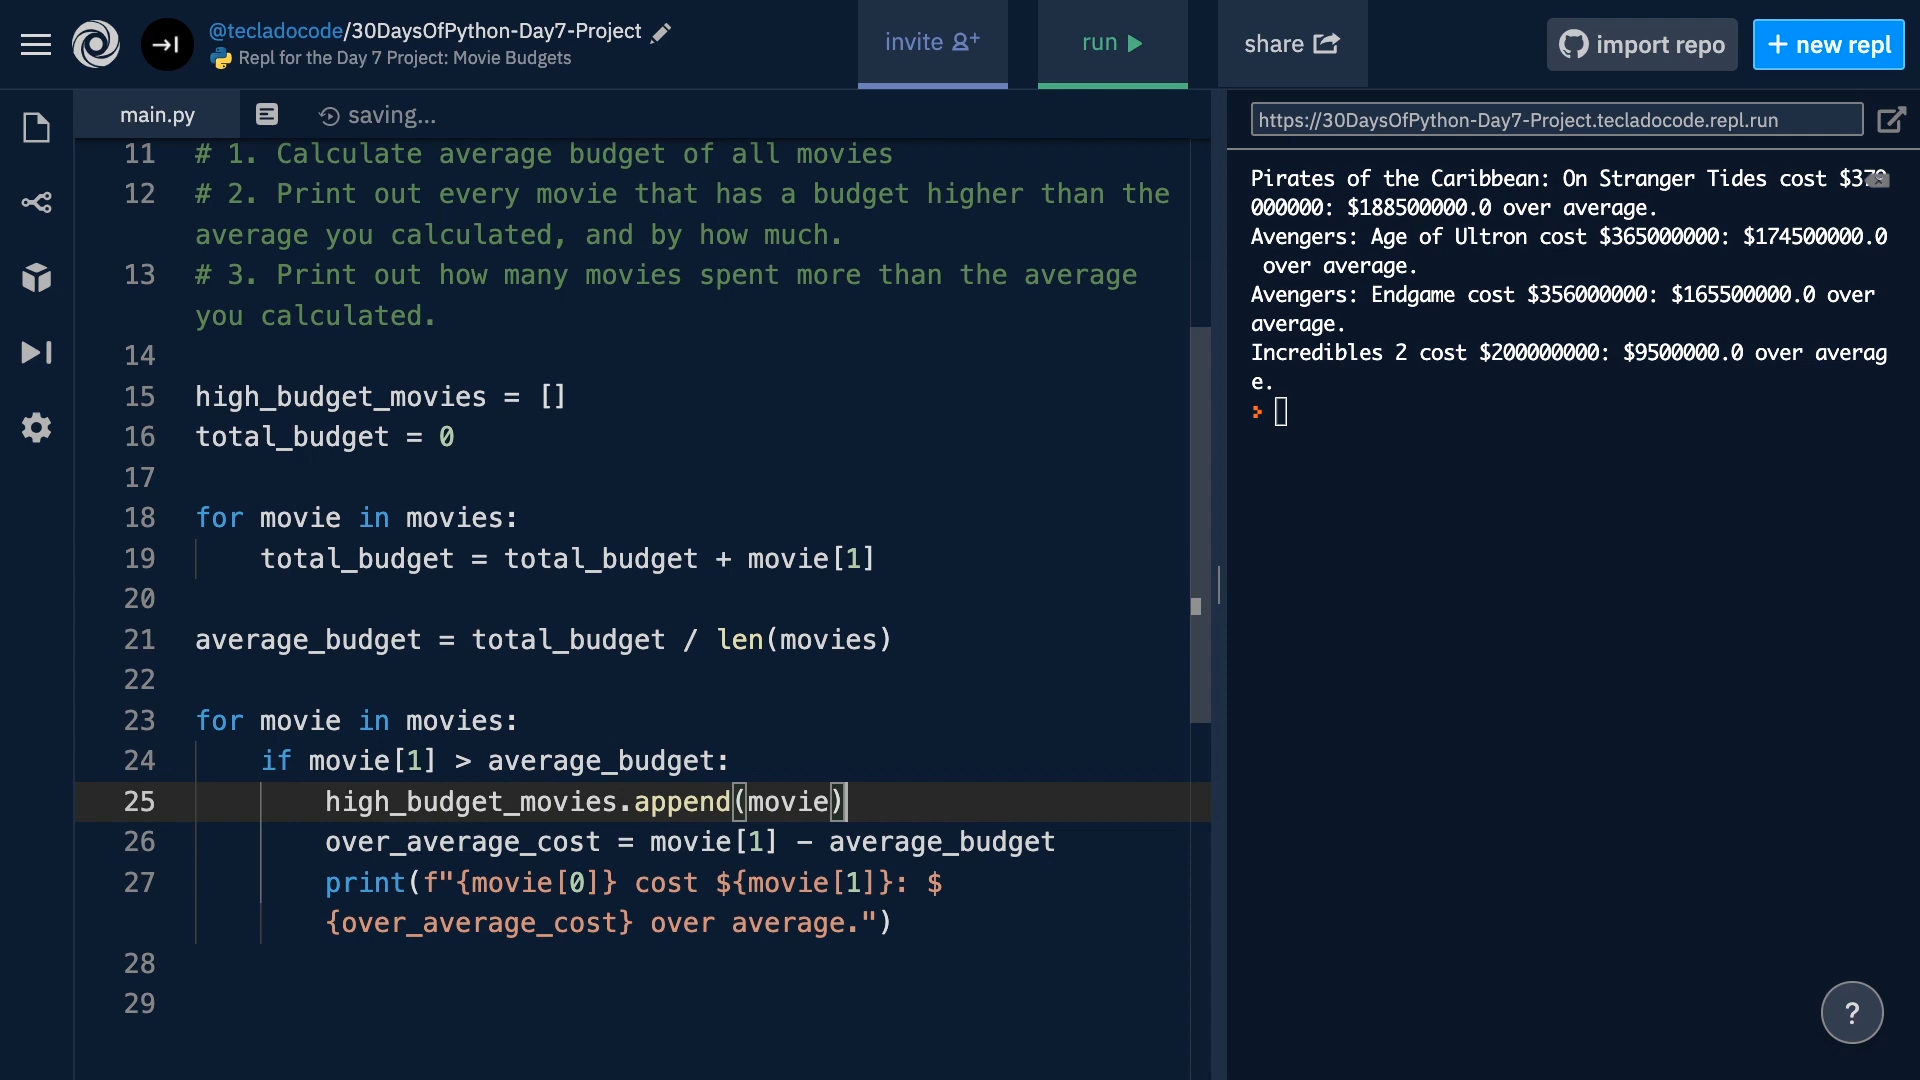 @tecladocode/30DaysOfPython-Day7-Project
Repl for the Day 7 Project: Movie Budgets
invite
run
share
import repo
+ new repl
main.py
saving...
https://30DaysOfPython-Day7-Project.tecladocode.repl.run
11 # 1. Calculate average budget of all movies
12 # 2. Print out every movie that has a budget higher than the
average you calculated, and by how much.
13 # 3. Print out how many movies spent more than the average
you calculated.
14
15 high_budget_movies = []
16 total_budget = 0
17
18 for movie in movies:
19 total_budget = total_budget + movie[1]
20
21 average_budget = total_budget / len(movies)
22
23 for movie in movies:
24 if movie[1] > average_budget:
25 high_budget_movies.append(movie)
26 over_average_cost = movie[1] - average_budget
27 print(f"{movie[0]} cost ${movie[1]}: $
{over_average_cost} over average.")
28
29
Pirates of the Caribbean: On Stranger Tides cost $379
000000: $188500000.0 over average.
Avengers: Age of Ultron cost $365000000: $174500000.0
over average.
Avengers: Endgame cost $356000000: $165500000.0 over
average.
Incredibles 2 cost $200000000: $9500000.0 over averag
e.
?